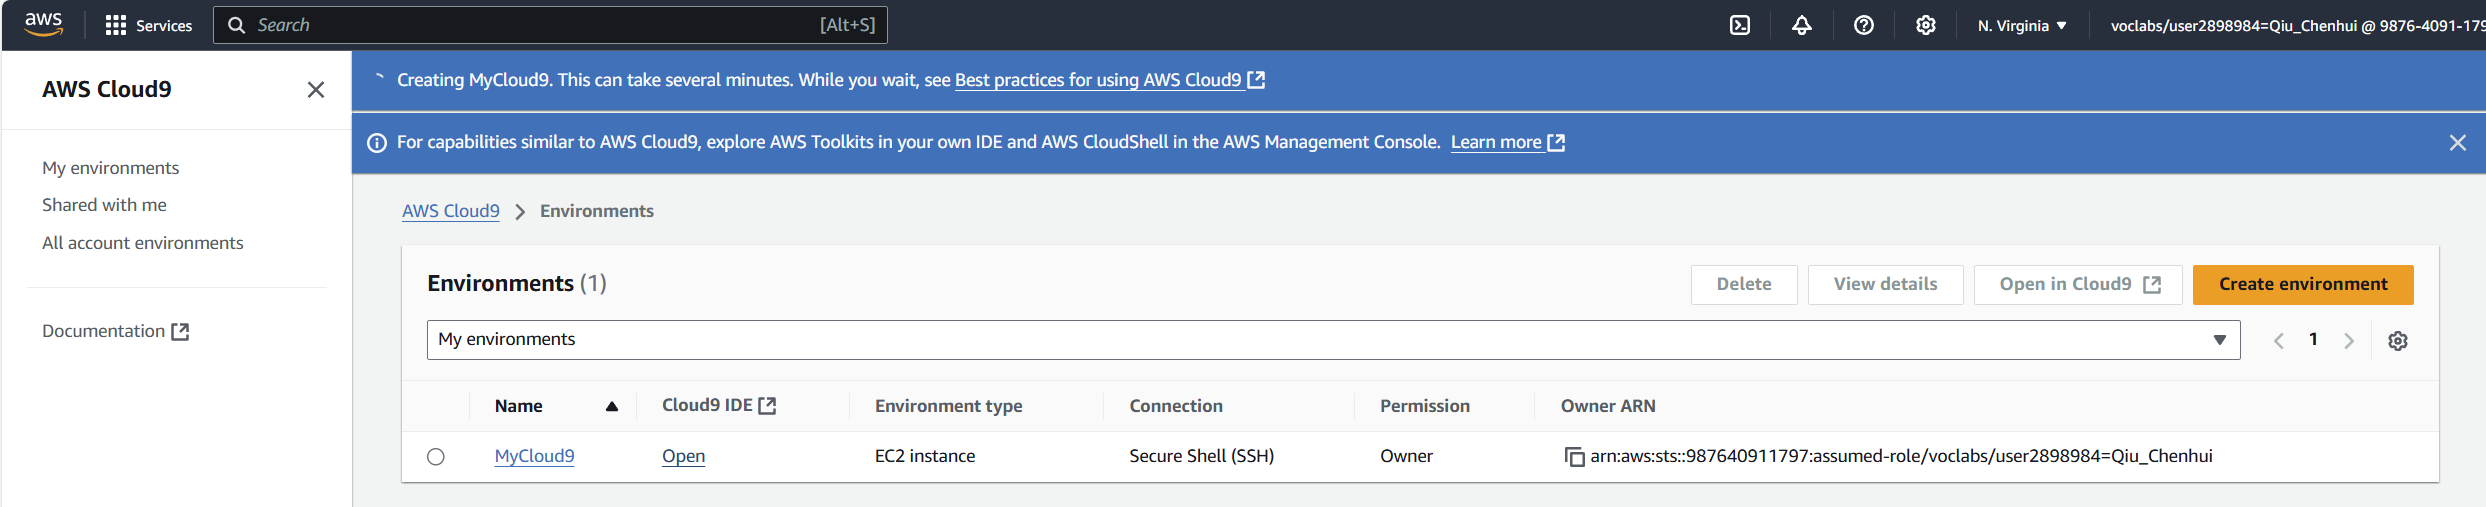 aws
Services
Search [Alt+S]
N. Virginia
voclabs/user2898984=Qiu_Chenhui @ 9876-4091-179
AWS Cloud9
My environments
Shared with me
All account environments
Documentation
Creating MyCloud9. This can take several minutes. While you wait, see Best practices for using AWS Cloud9
For capabilities similar to AWS Cloud9, explore AWS Toolkits in your own IDE and AWS CloudShell in the AWS Management Console. Learn more
AWS Cloud9 > Environments
Environments (1)
Delete
View details
Open in Cloud9
Create environment
My environments
1
Name Cloud9 IDE Environment type Connection Permission Owner ARN
MyCloud9 Open EC2 instance Secure Shell (SSH) Owner arn:aws:sts::987640911797:assumed-role/voclabs/user2898984=Qiu_Chenhui